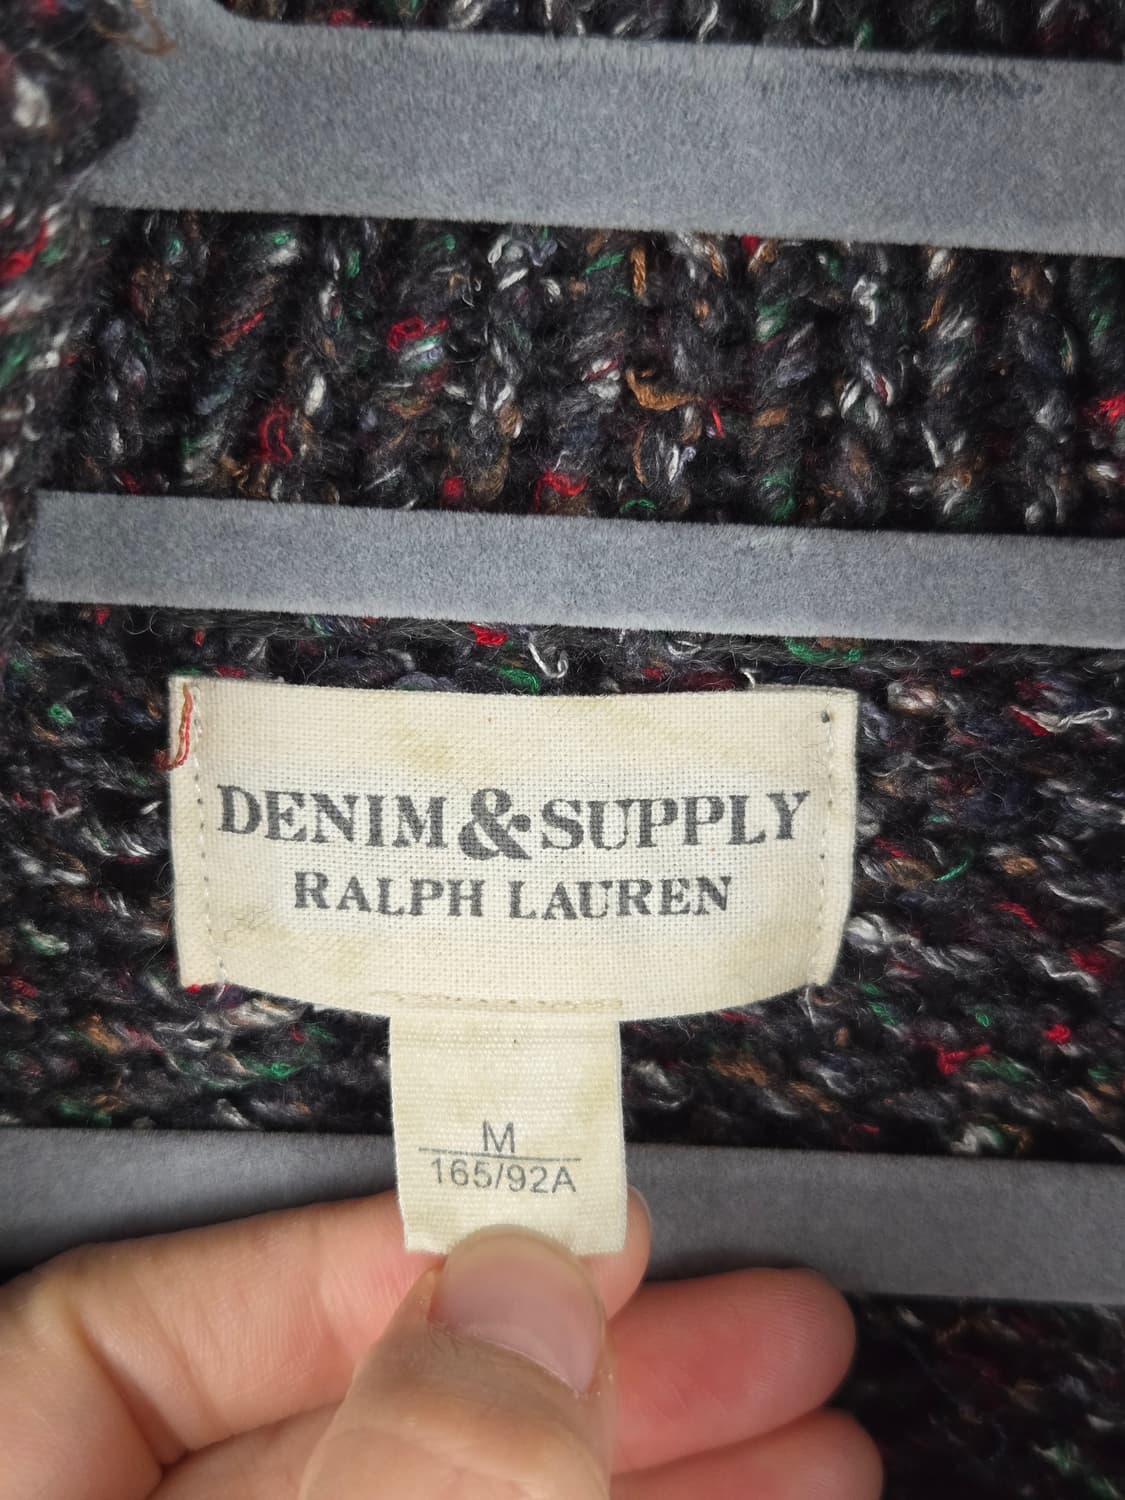 DENIM & SUPPLY
RALPH LAUREN
M
165/92A